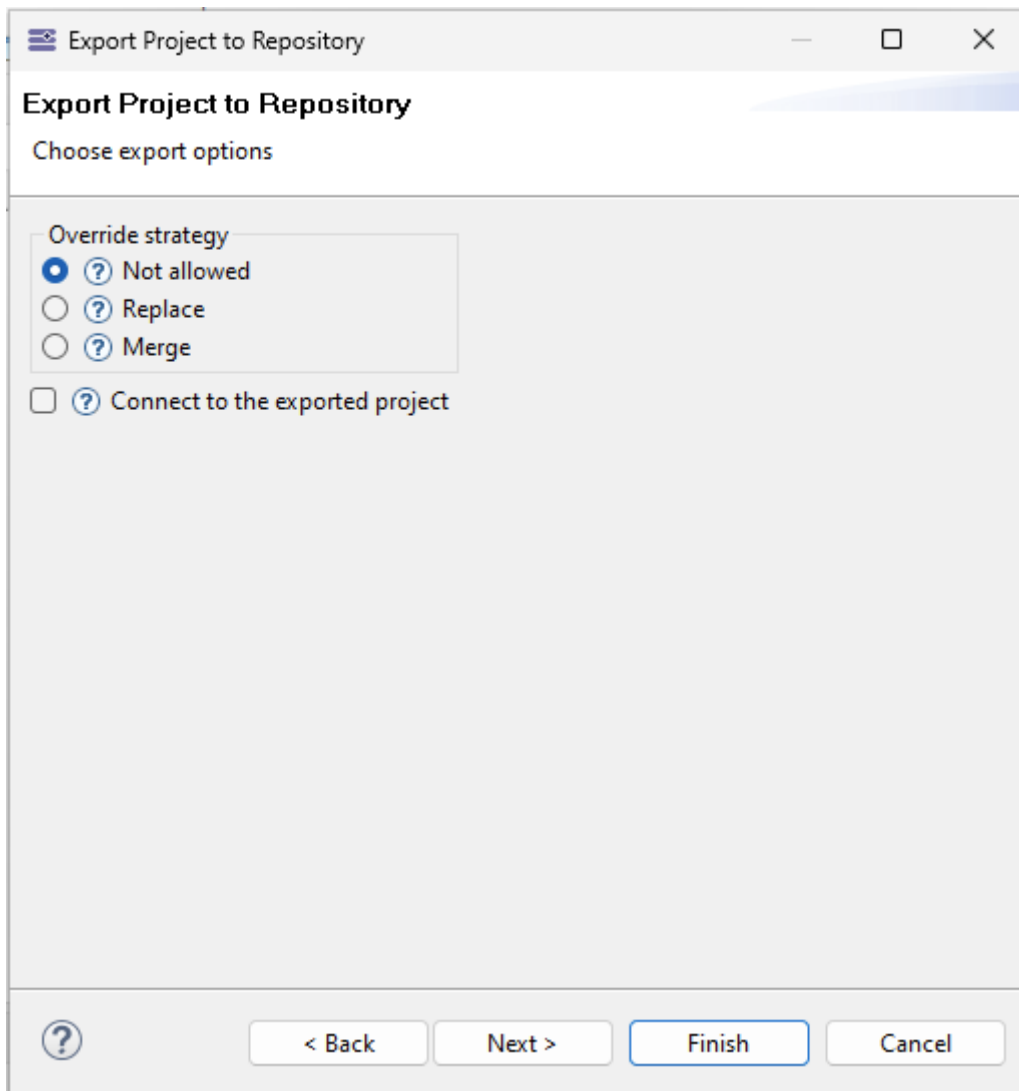 Export Project to Repository
Export Project to Repository
Choose export options
Override strategy
? Not allowed
? Replace
? Merge
? Connect to the exported project
? < Back Next > Finish Cancel